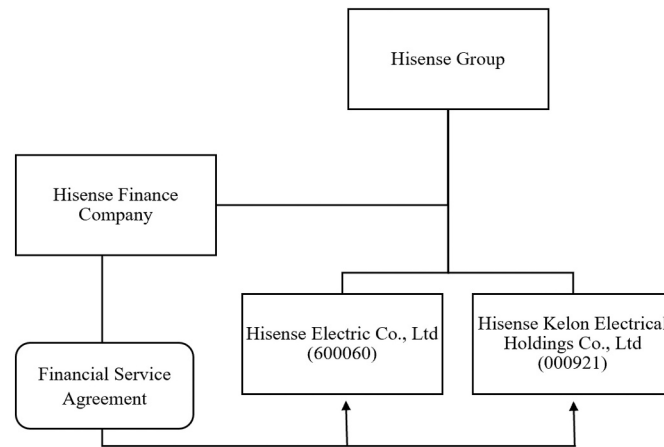 Hisense Group
Hisense Finance
Company
Hisense Electric Co., Ltd
(600060)
Hisense Kelon Electrical
Holdings Co., Ltd
(000921)
Financial Service
Agreement